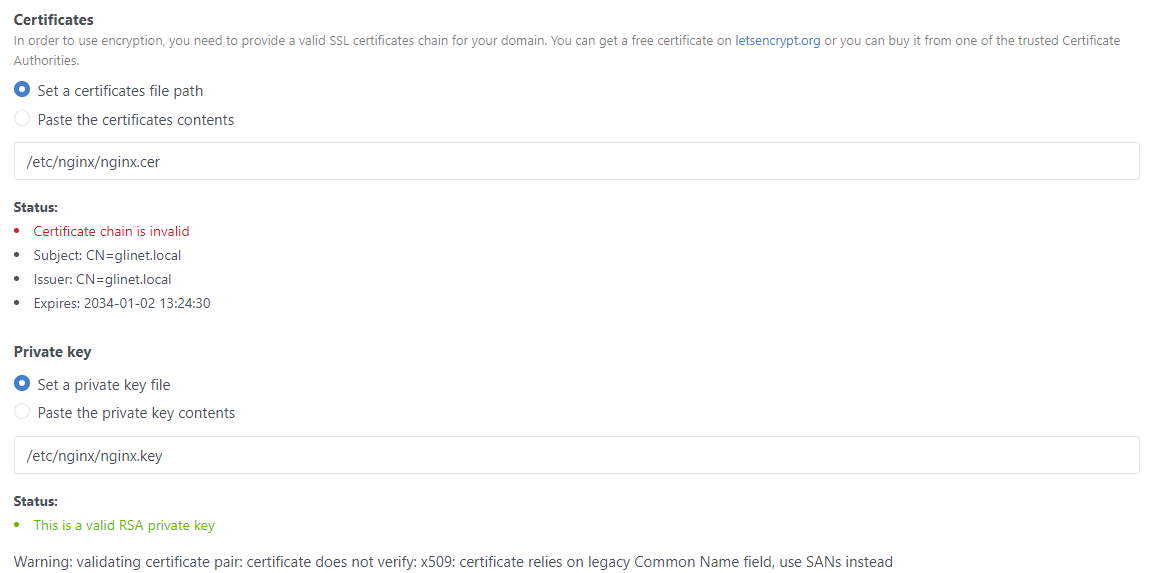 Certificates
In order to use encryption, you need to provide a valid SSL certificates chain for your domain. You can get a free certificate on letsencrypt.org or you can buy it from one of the trusted Certificate
Authorities.
Set a certificates file path
Paste the certificates contents
/etc/nginx/nginx.cer
Status:
Certificate chain is invalid
Subject: CN=glinet.local
Issuer: CN=glinet.local
Expires: 2034-01-02 13:24:30
Private key
Set a private key file
Paste the private key contents
/etc/nginx/nginx.key
Status:
This is a valid RSA private key
Warning: validating certificate pair: certificate does not verify: x509: certificate relies on legacy Common Name field, use SANs instead